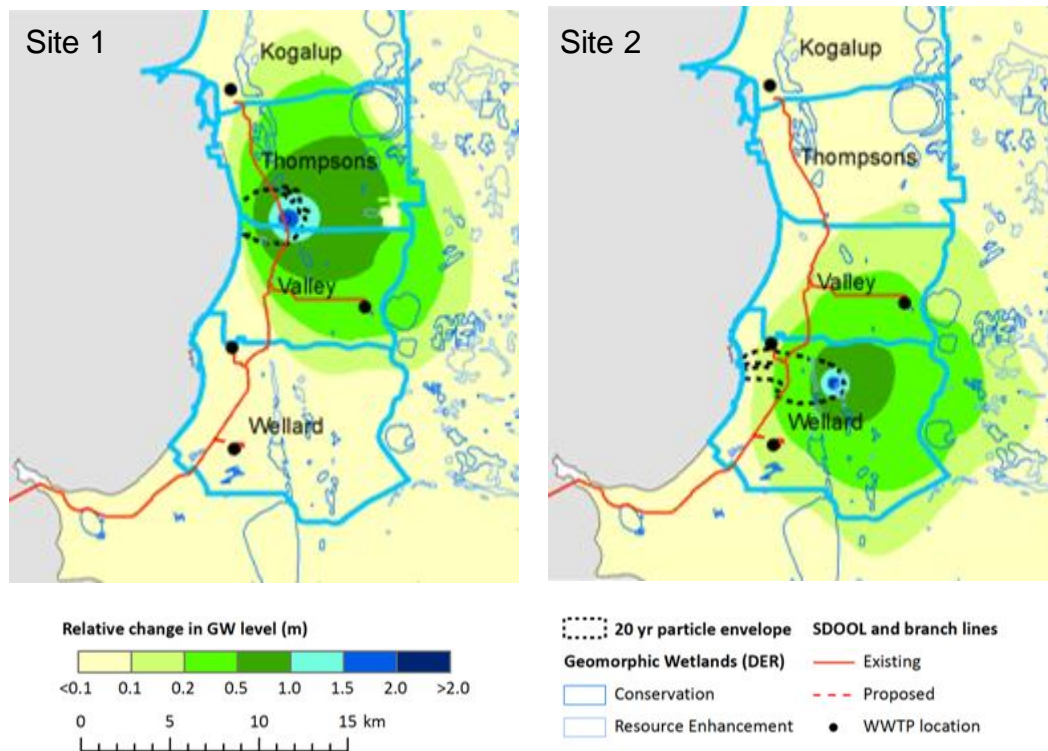 Site 1
Kogalup
Thompsons
Valley
Wellard
Site 2
Kogalup
Thompsons
Valley
Wellard
Relative change in GW level (m)
<0.1 0.1 0.2 0.5 1.0 1.5 2.0 >2.0
0 5 10 15 km
20 yr particle envelope
Geomorphic Wetlands (DER)
Conservation
Resource Enhancement
SDOOL and branch lines
Existing
Proposed
WWTP location